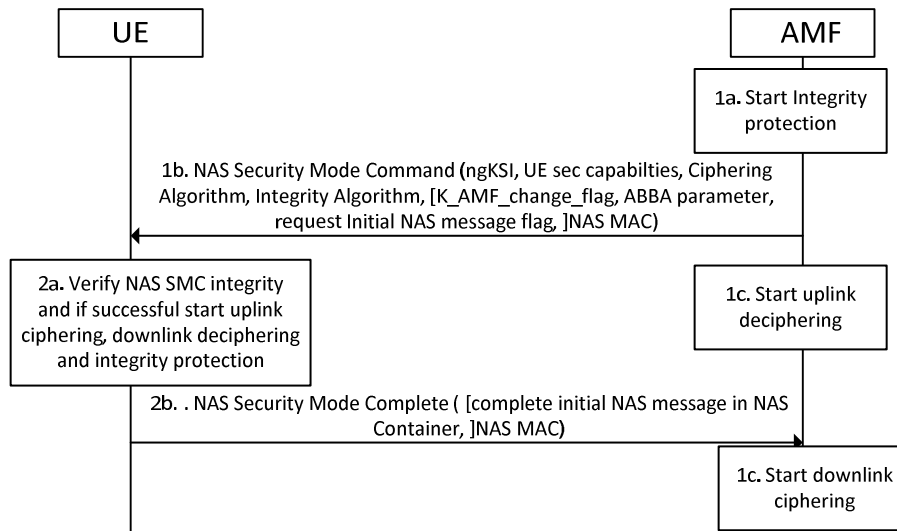 UE
AMF
1a. Start Integrity
protection
1b. NAS Security Mode Command (ngKSI, UE sec capabilties, Ciphering
Algorithm, Integrity Algorithm, [K_AMF_change_flag, ABBA parameter,
request Initial NAS message flag, ]NAS MAC)
2a. Verify NAS SMC integrity
and if successful start uplink
ciphering, downlink deciphering
and integrity protection
1c. Start uplink
deciphering
2b. . NAS Security Mode Complete ( [complete initial NAS message in NAS
Container, ]NAS MAC)
1c. Start downlink
ciphering